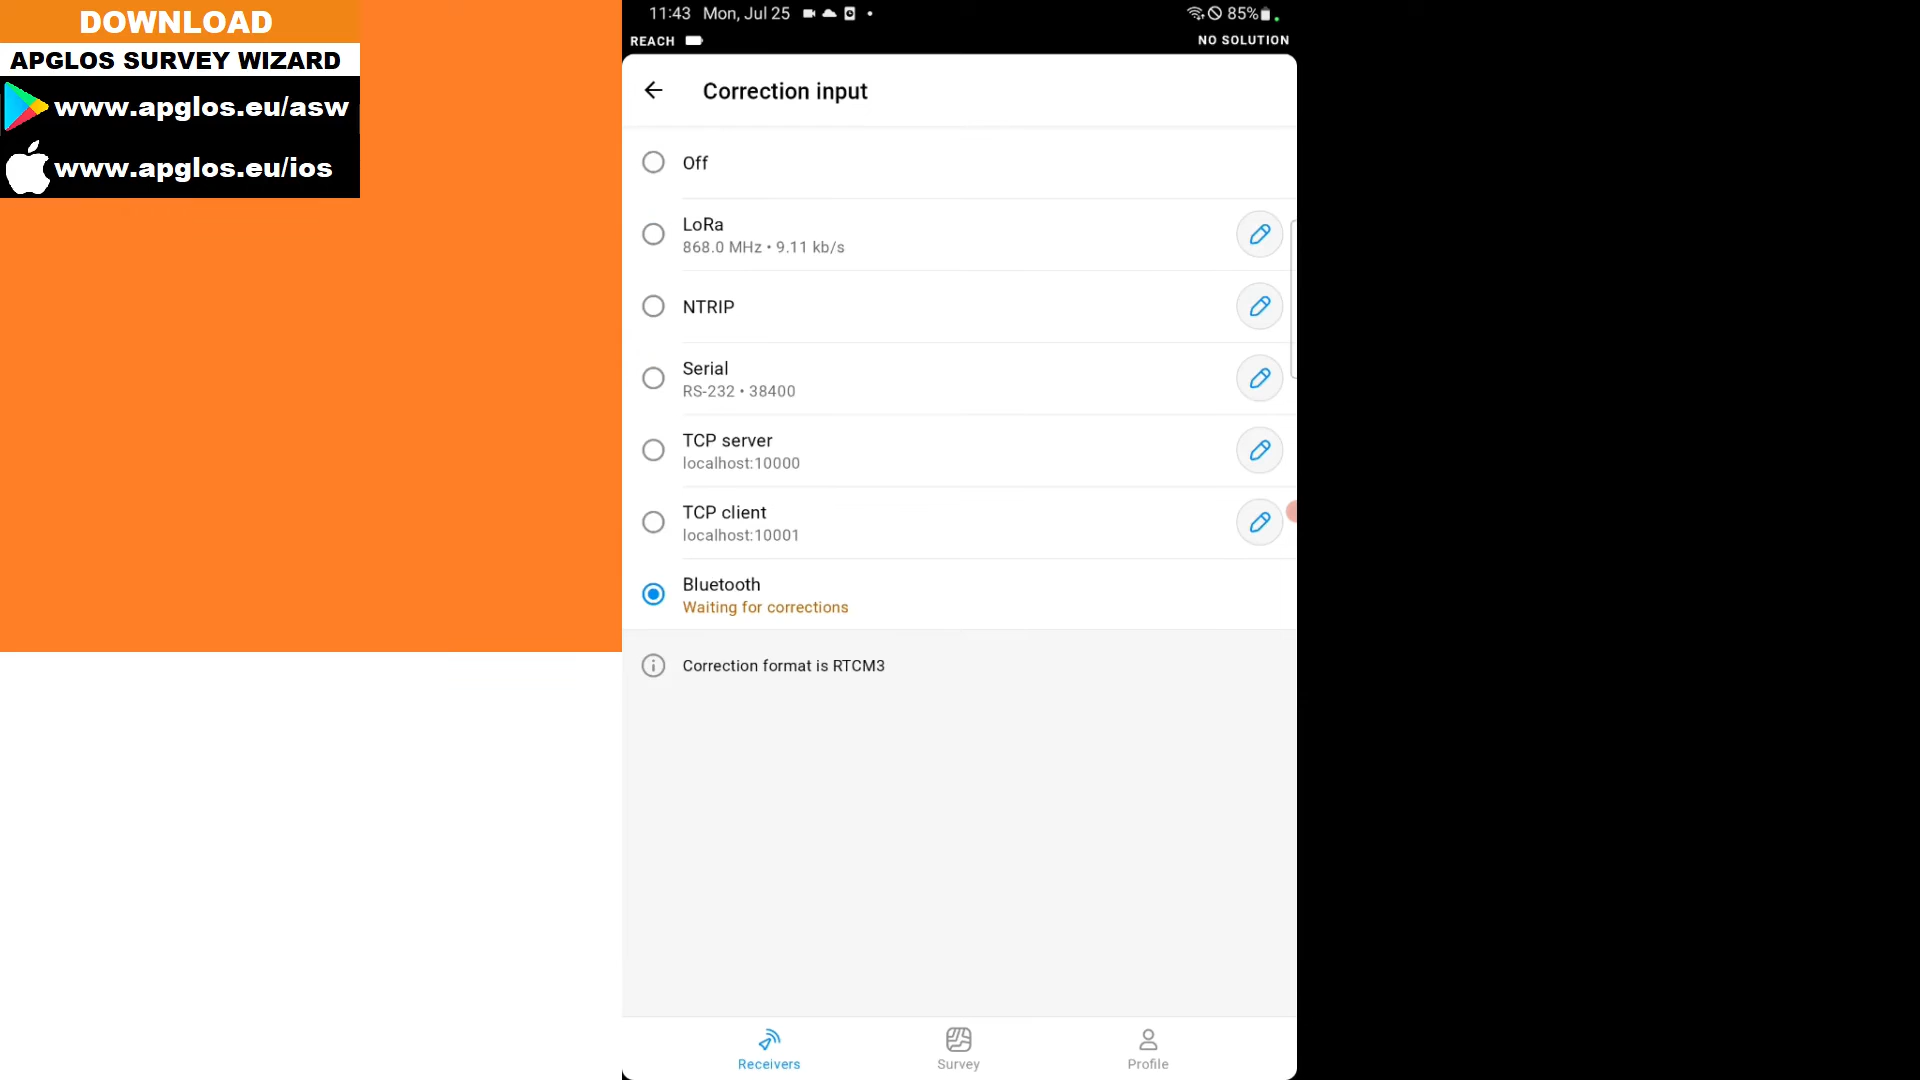 DOWNLOAD
APGLOS SURVEY WIZARD
www.apglos.eu/asw
www.apglos.eu/ios
11:43 Mon, Jul 25
85%
REACH
NO SOLUTION
Correction input
Off
LoRa
868.0 MHz • 9.11 kb/s
NTRIP
Serial
RS-232 • 38400
TCP server
localhost:10000
TCP client
localhost:10001
Bluetooth
Waiting for corrections
Correction format is RTCM3
Receivers
Survey
Profile